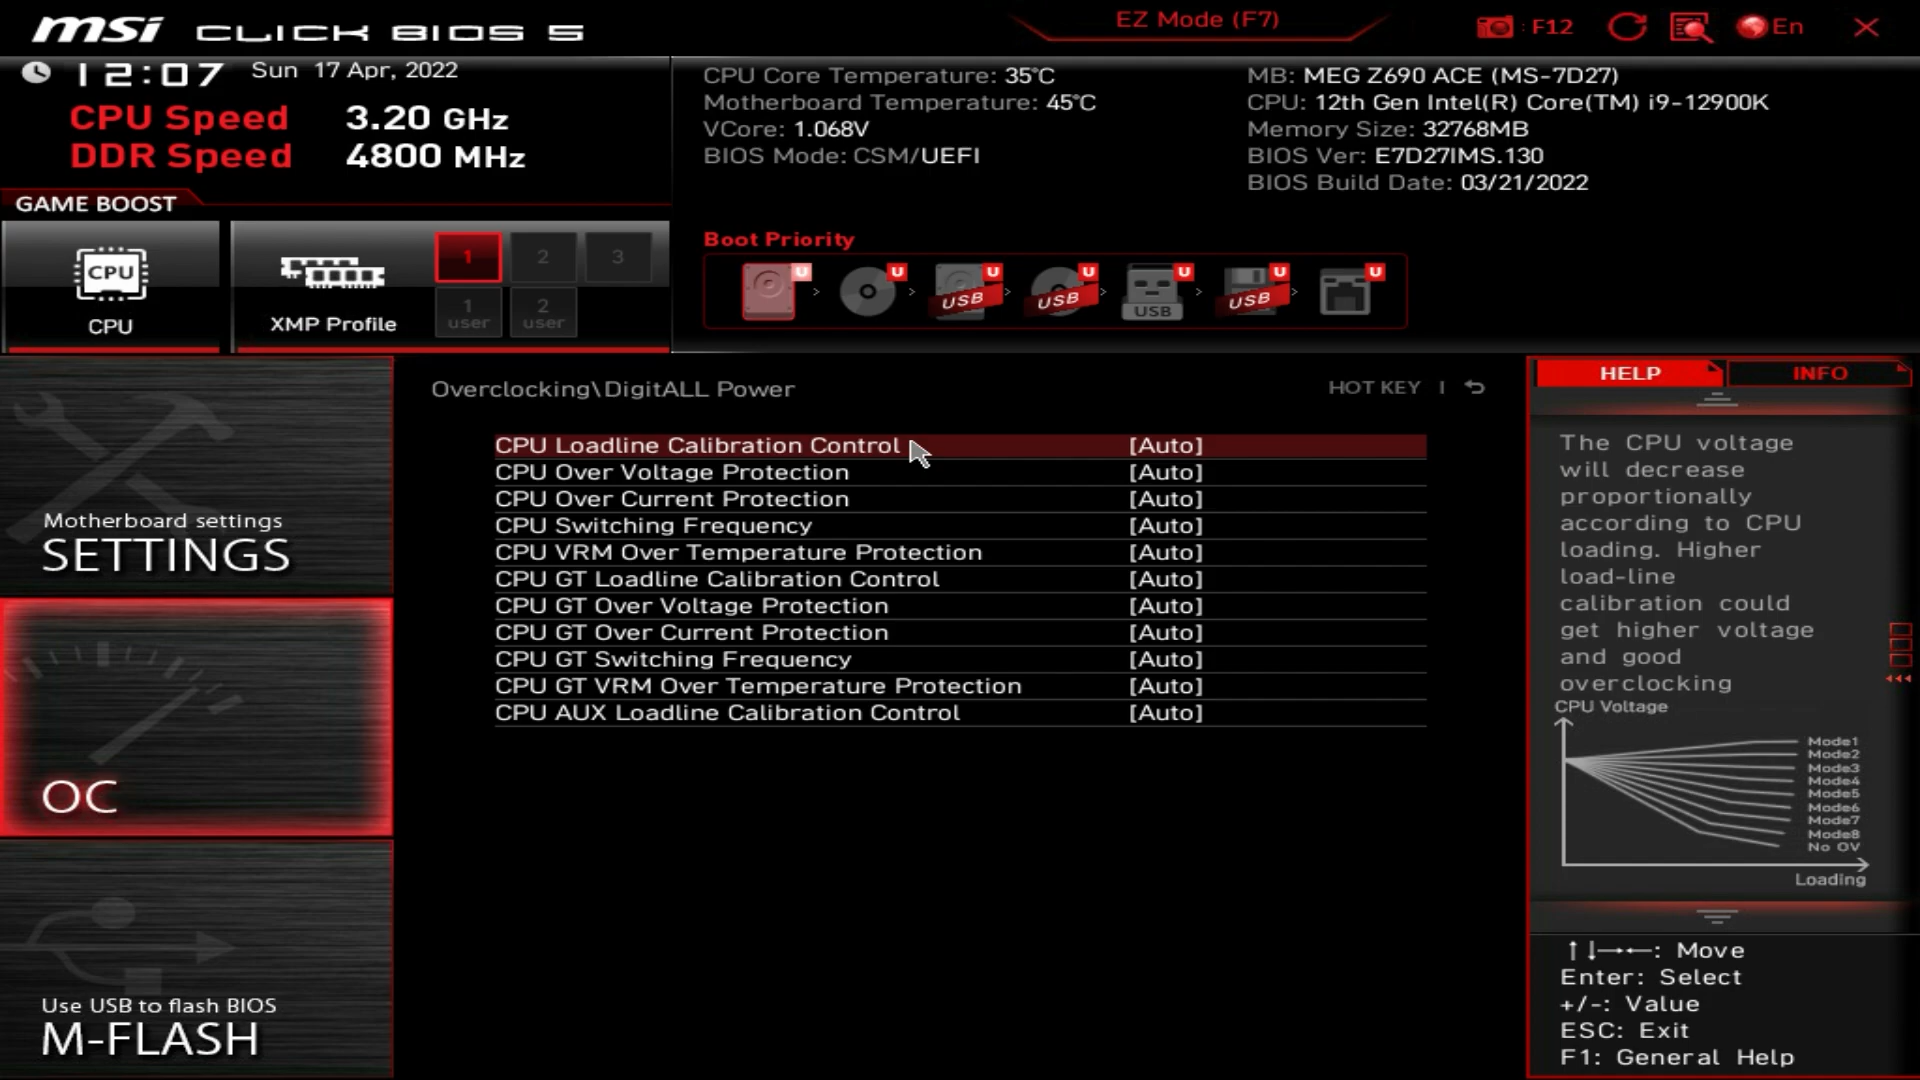 msi CLICK BIOS 5
EZ Mode (F7)
: F12
En
12:07 Sun 17 Apr, 2022
CPU Speed 3.20 GHz
DDR Speed 4800 MHz
GAME BOOST
CPU
CPU
XMP Profile
1 2 3
1 user
2 user
CPU Core Temperature: 35°C
Motherboard Temperature: 45°C
VCore: 1.068V
BIOS Mode: CSM/UEFI
MB: MEG Z690 ACE (MS-7D27)
CPU: 12th Gen Intel(R) Core(TM) i9-12900K
Memory Size: 32768MB
BIOS Ver: E7D27IMS.130
BIOS Build Date: 03/21/2022
Boot Priority
U U U U U U U
USB USB USB USB
Motherboard settings
SETTINGS
OC
Use USB to flash BIOS
M-FLASH
Overclocking\DigitALL Power
HOT KEY |
CPU Loadline Calibration Control [Auto]
CPU Over Voltage Protection [Auto]
CPU Over Current Protection [Auto]
CPU Switching Frequency [Auto]
CPU VRM Over Temperature Protection [Auto]
CPU GT Loadline Calibration Control [Auto]
CPU GT Over Voltage Protection [Auto]
CPU GT Over Current Protection [Auto]
CPU GT Switching Frequency [Auto]
CPU GT VRM Over Temperature Protection [Auto]
CPU AUX Loadline Calibration Control [Auto]
HELP
INFO
The CPU voltage
will decrease
proportionally
according to CPU
loading. Higher
load-line
calibration could
get higher voltage
and good
overclocking
CPU Voltage
Mode1
Mode2
Mode3
Mode4
Mode5
Mode6
Mode7
Mode8
No OV
Loading
↑↓→←: Move
Enter: Select
+/-: Value
ESC: Exit
F1: General Help